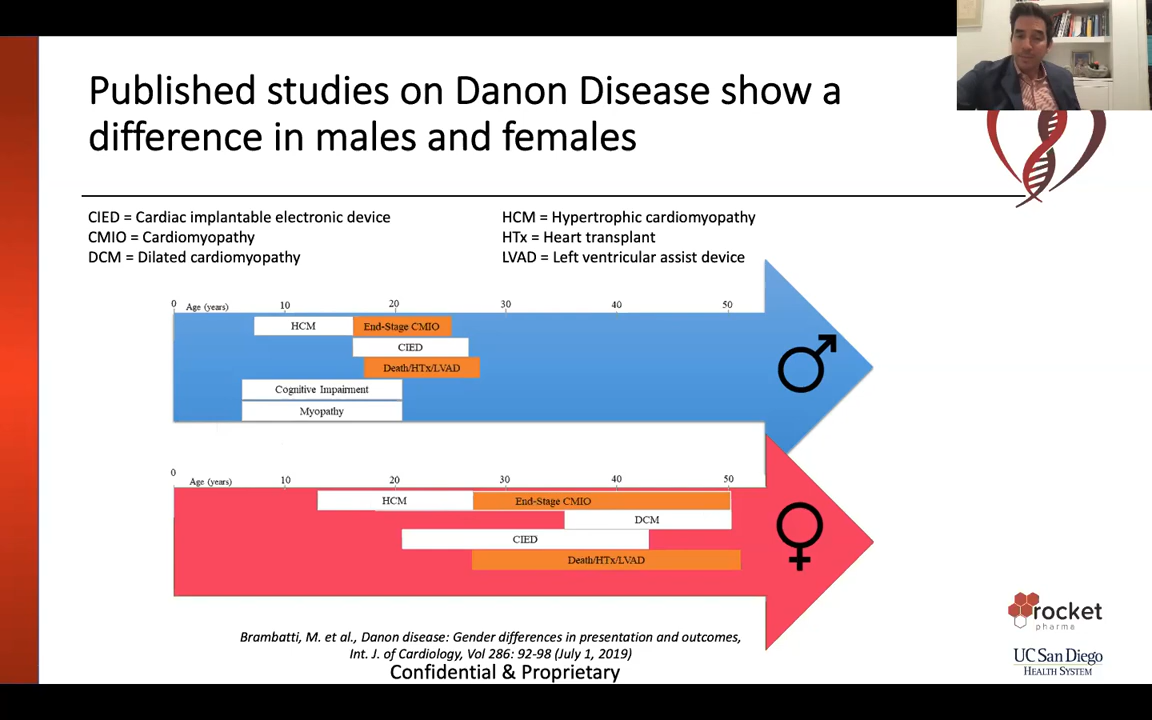 Published studies on Danon Disease show a
difference in males and females
CIED = Cardiac implantable electronic device
CMIO = Cardiomyopathy
DCM = Dilated cardiomyopathy
HCM = Hypertrophic cardiomyopathy
HTx = Heart transplant
LVAD = Left ventricular assist device
0 Age (years) 10 20 30 40 50
HCM End-Stage CMIO
CIED
Death/HTx/LVAD
Cognitive Impairment
Myopathy
0 Age (years) 10 20 30 40 50
HCM End-Stage CMIO
DCM
CIED
Death/HTx/LVAD
Brambatti, M. et al., Danon disease: Gender differences in presentation and outcomes,
Int. J. of Cardiology, Vol 286: 92-98 (July 1, 2019)
Confidential & Proprietary
rocket
pharma
UC San Diego
HEALTH SYSTEM